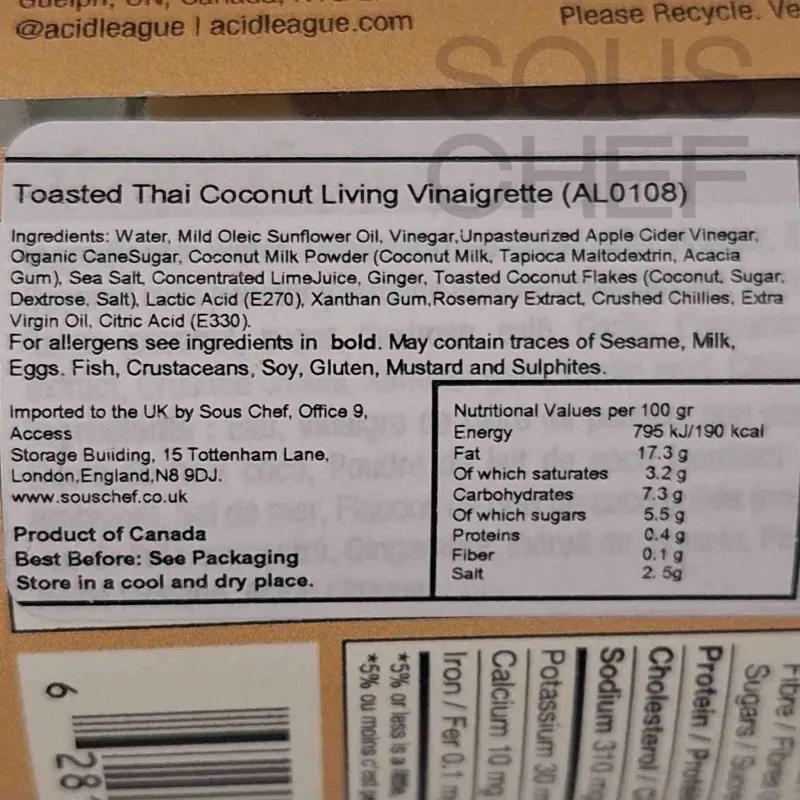 @acidleague | acidleague.com
Please Recycle.
SOUS
CHEF
Toasted Thai Coconut Living Vinaigrette (AL0108)
Ingredients: Water, Mild Oleic Sunflower Oil, Vinegar,Unpasteurized Apple Cider Vinegar,
Organic CaneSugar, Coconut Milk Powder (Coconut Milk, Tapioca Maltodextrin, Acacia
Gum), Sea Salt, Concentrated LimeJuice, Ginger, Toasted Coconut Flakes (Coconut, Sugar,
Dextrose, Salt), Lactic Acid (E270), Xanthan Gum,Rosemary Extract, Crushed Chillies, Extra
Virgin Oil, Citric Acid (E330).
For allergens see ingredients in bold. May contain traces of Sesame, Milk,
Eggs. Fish, Crustaceans, Soy, Gluten, Mustard and Sulphites.
Imported to the UK by Sous Chef, Office 9,
Access
Storage Building, 15 Tottenham Lane,
London,England,N8 9DJ.
www.souschef.co.uk
Product of Canada
Best Before: See Packaging
Store in a cool and dry place.
Nutritional Values per 100 gr
Energy 795 kJ/190 kcal
Fat 17.3 g
Of which saturates 3.2 g
Carbohydrates 7.3 g
Of which sugars 5.5 g
Proteins 0.4 g
Fiber 0.1 g
Salt 2. 5g
6
28
Sugars /
Protein /
Cholesterol /
Sodium 310
Potassium 30
Calcium 10 mg
Iron / Fer 0.1
*5% or less is a little,
*5% ou moins c'est